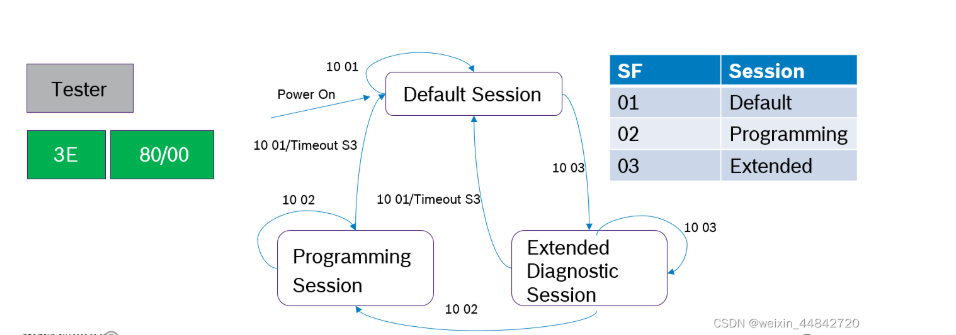 Tester
3E
80/00
10 01
Power On
Default Session
10 01/Timeout S3
10 03
10 02
10 01/Timeout S3
Programming
Session
Extended
Diagnostic
Session
10 03
10 02
SF Session
01 Default
02 Programming
03 Extended
CSDN @weixin_44842720